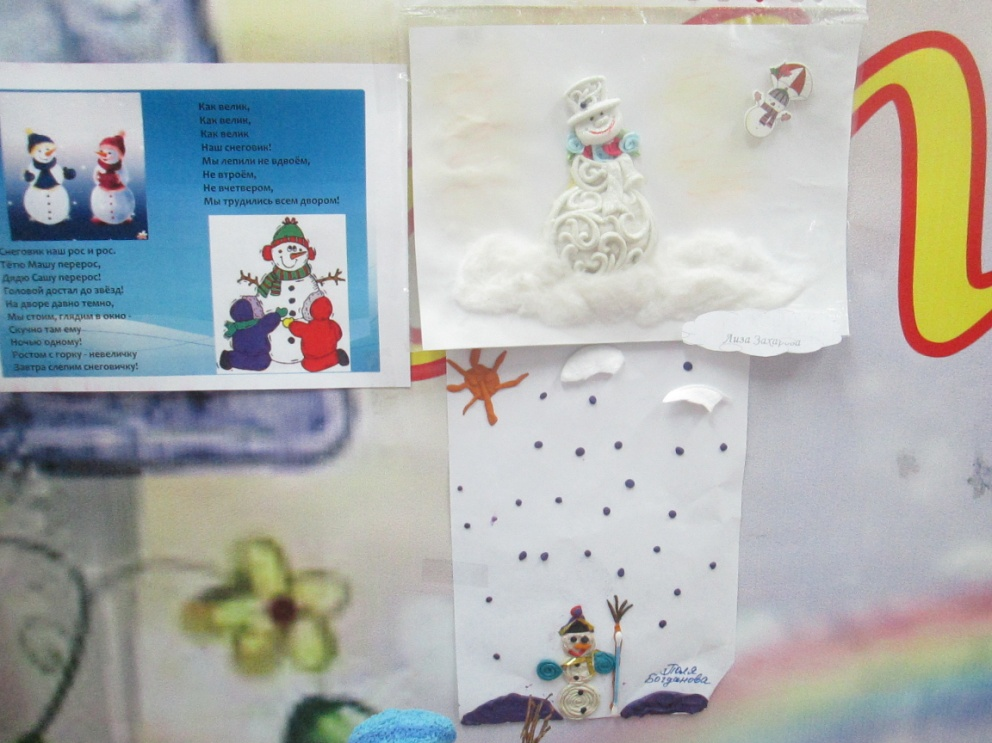 Как велик,
Как велик,
Как велик
Наш снеговик!
Мы лепили не вдвоём,
Не втроём,
Не вчетвером,
Мы трудились всем двором!
Снеговик наш рос и рос.
Тётю Машу перерос,
Дядю Сашу перерос!
Головой достал до звёзд!
На дворе давно темно,
Мы стоим, глядим в окно -
Скучно там ему
Ночью одному!
Ростом с горку - невеличку
Завтра слепим снеговичку!
Лиза
Поля
Богданова